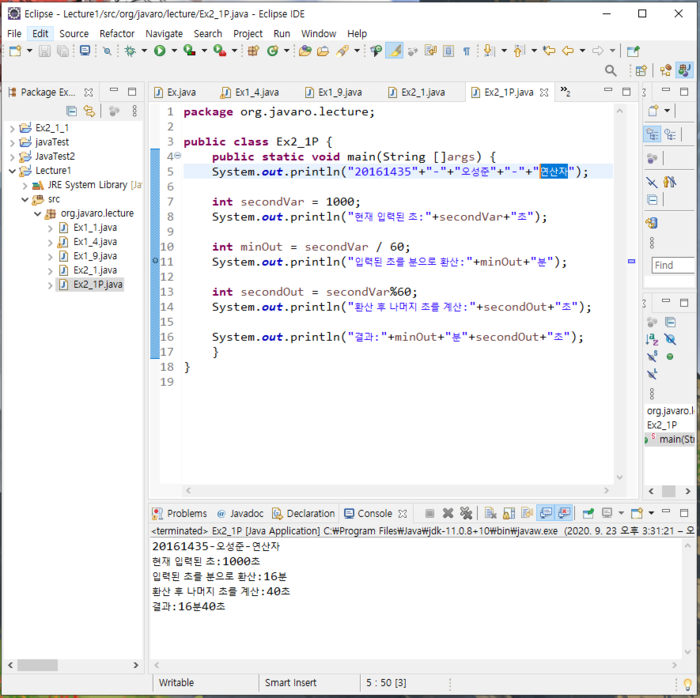 Eclipse - Lecture1/src/org/javaro/lecture/Ex2_1P.java - Eclipse IDE
File Edit Source Refactor Navigate Search Project Run Window Help
Package Ex...
Ex.java Ex1_4.java Ex1_9.java Ex2_1.java Ex2_1P.java »2
Ex2_1_1
javaTest
JavaTest2
Lecture1
JRE System Library [Ja
src
org.javaro.lecture
Ex1_1.java
Ex1_4.java
Ex1_9.java
Ex2_1.java
Ex2_1P.java
1 package org.javaro.lecture;
2
3 public class Ex2_1P {
4 public static void main(String []args) {
5 System.out.println("20161435"+"-"+"오성준"+"-"+"연산자");
6
7 int secondVar = 1000;
8 System.out.println("현재 입력된 초:"+secondVar+"초");
9
10 int minOut = secondVar / 60;
11 System.out.println("입력된 초를 분으로 환산:"+minOut+"분");
12
13 int secondOut = secondVar%60;
14 System.out.println("환산 후 나머지 초를 계산:"+secondOut+"초");
15
16 System.out.println("결과:"+minOut+"분"+secondOut+"초");
17 }
18 }
19
Find
org.javaro.l
Ex2_1P
main(Str
Problems Javadoc Declaration Console
<terminated> Ex2_1P [Java Application] C:₩Program Files₩Java₩jdk-11.0.8+10₩bin₩javaw.exe (2020. 9. 23 오후 3:31:21 – 오
20161435-오성준-연산자
현재 입력된 초:1000초
입력된 초를 분으로 환산:16분
환산 후 나머지 초를 계산:40초
결과:16분40초
Writable Smart Insert 5 : 50 [3]